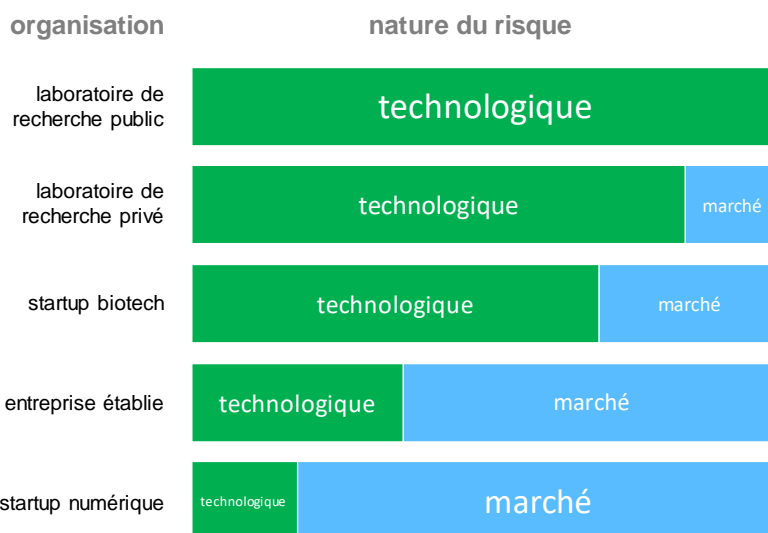 organisation
nature du risque
laboratoire de
recherche public
technologique
laboratoire de
recherche privé
technologique
marché
startup biotech
technologique
marché
entreprise établie
technologique
marché
startup numérique
technologique
marché